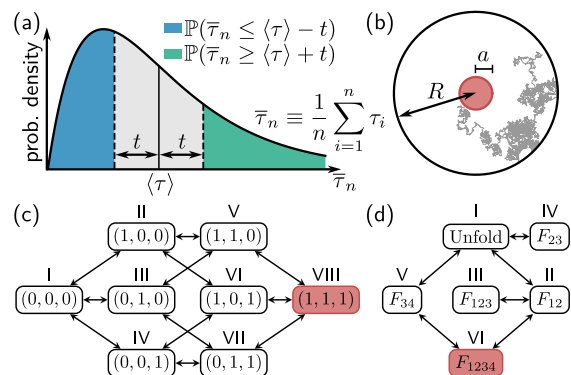 (a)
ℙ(τ̅ₙ ≤ ⟨τ⟩ − t)
ℙ(τ̅ₙ ≥ ⟨τ⟩ + t)
prob. density
t
t
τ̅ₙ ≡ 1/n ∑ᵢ₌₁ⁿ τᵢ
⟨τ⟩
τ̅ₙ
(b)
a
R
(c)
II
V
(1, 0, 0)
(1, 1, 0)
I
III
VI
VIII
(0, 0, 0)
(0, 1, 0)
(1, 0, 1)
(1, 1, 1)
IV
VII
(0, 0, 1)
(0, 1, 1)
(d)
I
IV
Unfold
F₂₃
V
III
II
F₃₄
F₁₂₃
F₁₂
VI
F₁₂₃₄